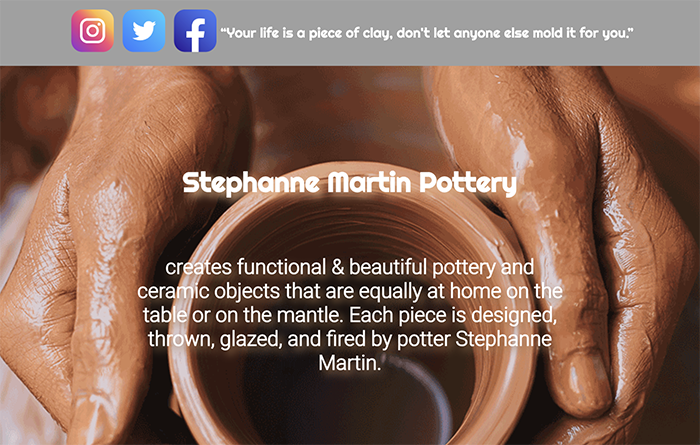 “Your life is a piece of clay, don’t let anyone else mold it for you.”
Stephanne Martin Pottery
creates functional & beautiful pottery and
ceramic objects that are equally at home on the
table or on the mantle. Each piece is designed,
thrown, glazed, and fired by potter Stephanne
Martin.